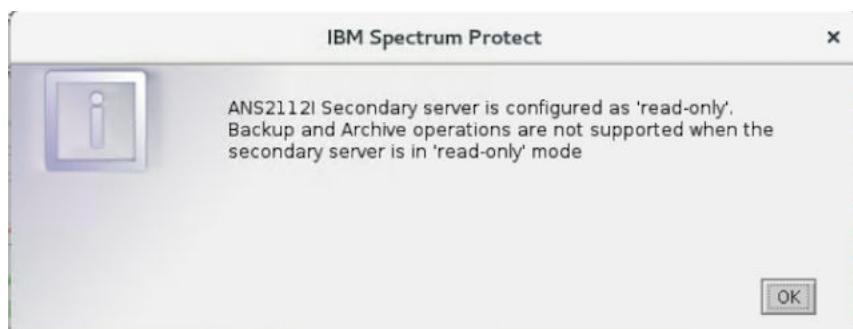 IBM Spectrum Protect
ANS2112I Secondary server is configured as 'read-only'.
Backup and Archive operations are not supported when the
secondary server is in 'read-only' mode
OK